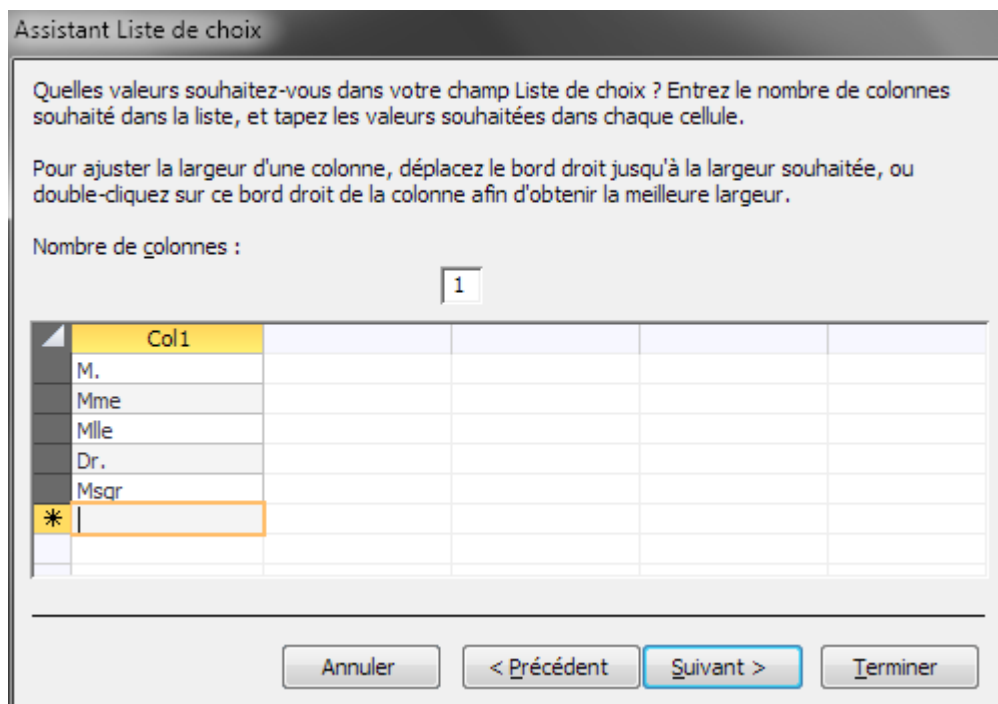 Assistant Liste de choix
Quelles valeurs souhaitez-vous dans votre champ Liste de choix ? Entrez le nombre de colonnes
souhaité dans la liste, et tapez les valeurs souhaitées dans chaque cellule.
Pour ajuster la largeur d'une colonne, déplacez le bord droit jusqu'à la largeur souhaitée, ou
double-cliquez sur ce bord droit de la colonne afin d'obtenir la meilleure largeur.
Nombre de colonnes :
1
Col1
M.
Mme
Mlle
Dr.
Msgr
Annuler
< Précédent
Suivant >
Terminer